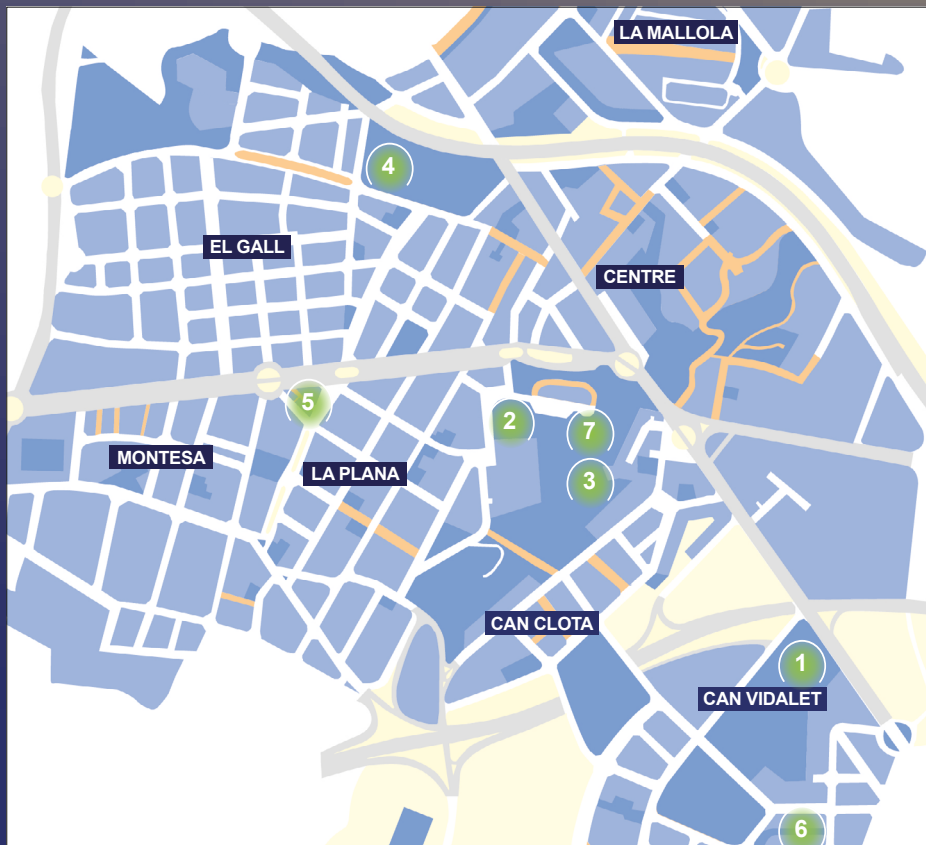 LA MALLOLA
4
EL GALL
CENTRE
5
2
7
MONTESA
LA PLANA
3
CAN CLOTA
1
CAN VIDALET
6